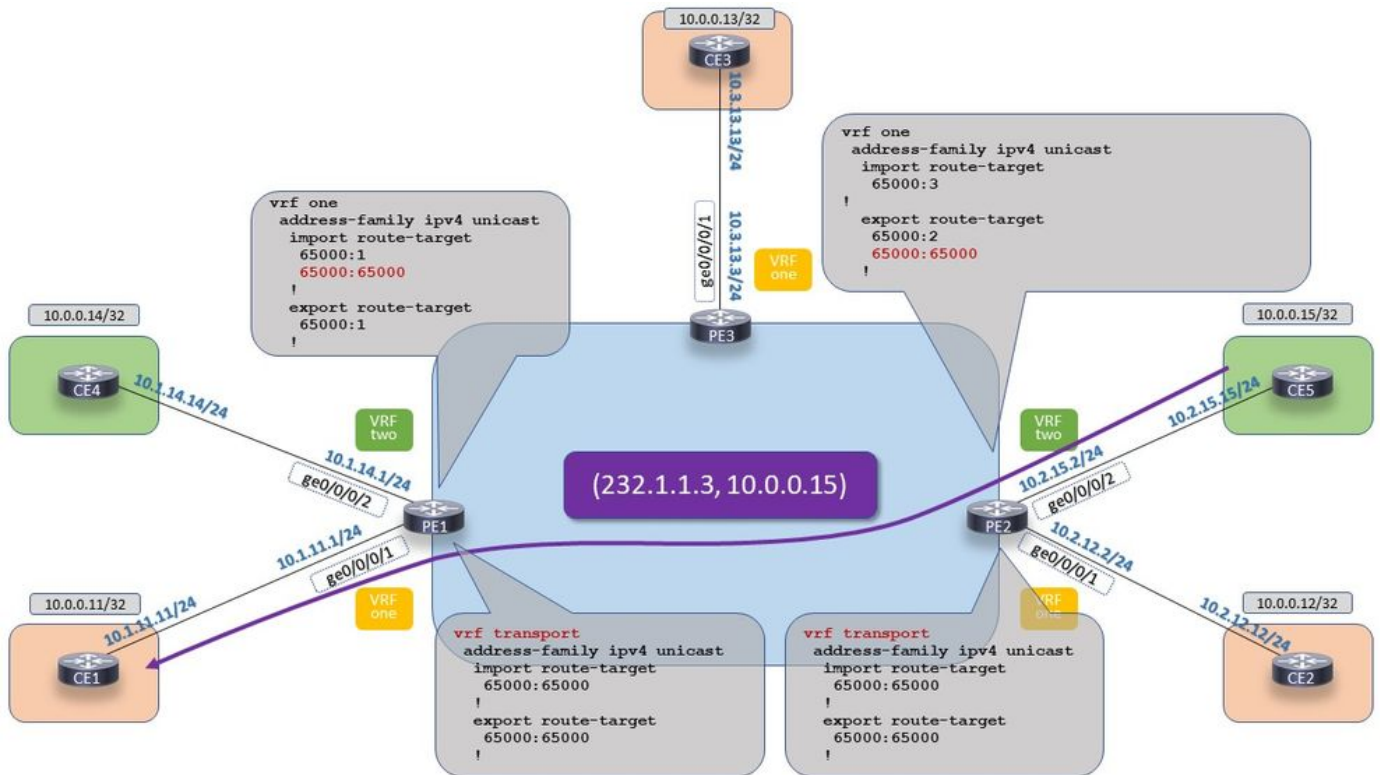 10.0.0.13/32
CE3
10.3.13.13/24
vrf one
address-family ipv4 unicast
import route-target
65000:3
!
export route-target
65000:2
65000:65000
!
vrf one
address-family ipv4 unicast
import route-target
65000:1
65000:65000
!
export route-target
65000:1
!
ge0/0/0/1
10.3.13.3/24
VRF
one
PE3
10.0.0.14/32
CE4
10.1.14.14/24
10.0.0.15/32
CE5
10.2.15.15/24
VRF
two
10.1.14.1/24
ge0/0/0/2
VRF
two
10.2.15.2/24
ge0/0/0/2
(232.1.1.3, 10.0.0.15)
PE1
PE2
10.1.11.1/24
ge0/0/0/1
10.2.12.2/24
ge0/0/0/1
VRF
one
VRF
one
10.0.0.11/32
10.1.11.11/24
CE1
10.0.0.12/32
10.2.12.12/24
CE2
vrf transport
address-family ipv4 unicast
import route-target
65000:65000
!
export route-target
65000:65000
!
vrf transport
address-family ipv4 unicast
import route-target
65000:65000
!
export route-target
65000:65000
!